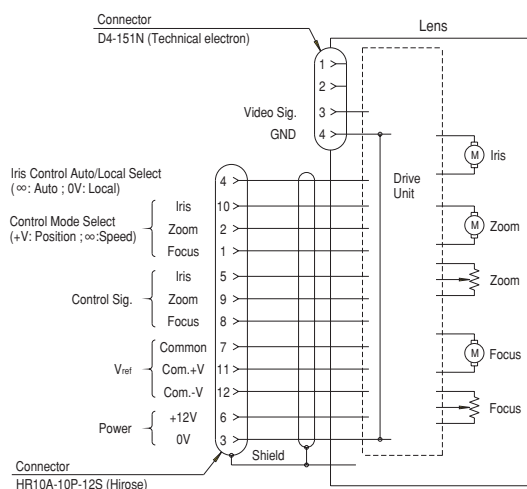 Connector
D4-151N (Technical electron)
Lens
1
2
Video Sig. 3
GND 4
Iris Control Auto/Local Select
(∞: Auto ; 0V: Local)
4
Drive
Unit
M Iris
Control Mode Select
(+V: Position ;∞:Speed)
Iris 10
Zoom 2
Focus 1
M Zoom
Control Sig.
Iris 5
Zoom 9
Focus 8
Zoom
Vref
Common 7
Com.+V 11
Com.-V 12
M Focus
Power
+12V 6
0V 3
Focus
Shield
Connector
HR10A-10P-12S (Hirose)